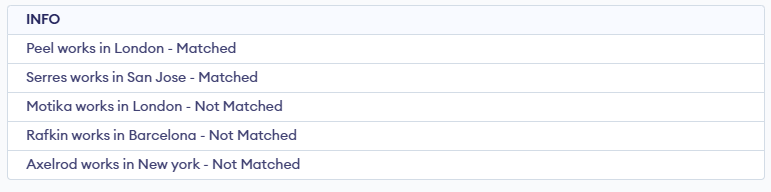 INFO
Peel works in London - Matched
Serres works in San Jose - Matched
Motika works in London - Not Matched
Rafkin works in Barcelona - Not Matched
Axelrod works in New york - Not Matched